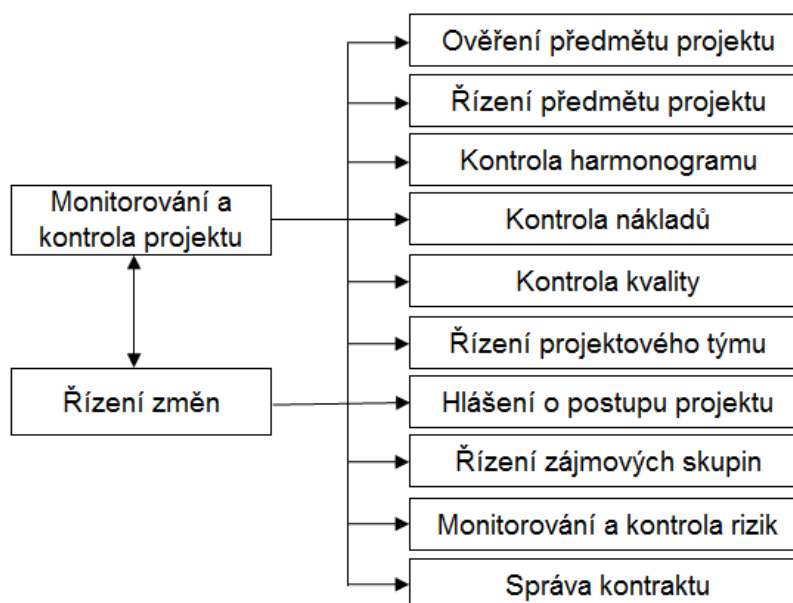 Monitorování a
kontrola projektu
Řízení změn
Ověření předmětu projektu
Řízení předmětu projektu
Kontrola harmonogramu
Kontrola nákladů
Kontrola kvality
Řízení projektového týmu
Hlášení o postupu projektu
Řízení zájmových skupin
Monitorování a kontrola rizik
Správa kontraktu